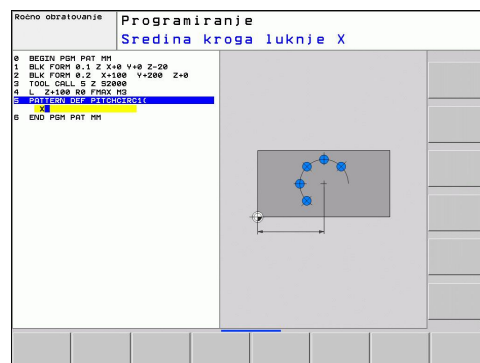 Ročno obratovanje
Programiranje
Sredina kroga luknje X
0 BEGIN PGM PAT MM
1 BLK FORM 0.1 Z X+0 Y+0 Z-20
2 BLK FORM 0.2 X+100 Y+200 Z+0
3 TOOL CALL 5 Z S2000
4 L Z+100 R0 FMAX M3
5 PATTERN DEF PITCHCIRC1(
X
6 END PGM PAT MM